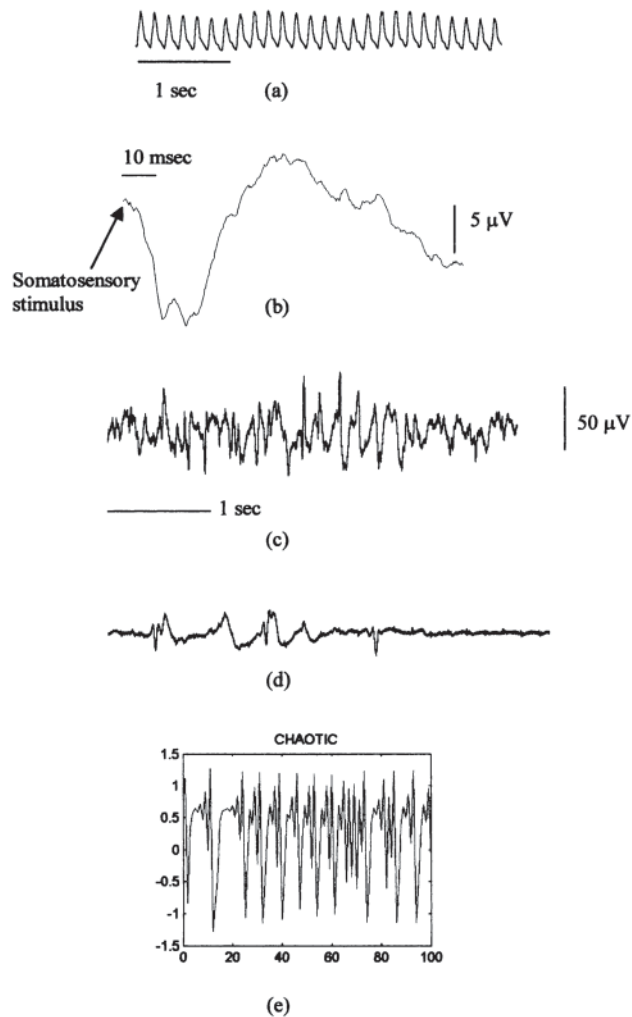 1 sec
(a)
10 msec
5 μV
Somatosensory
stimulus
(b)
50 μV
1 sec
(c)
(d)
CHAOTIC
1.5
1
0.5
0
-0.5
-1
-1.5
0 20 40 60 80 100
(e)